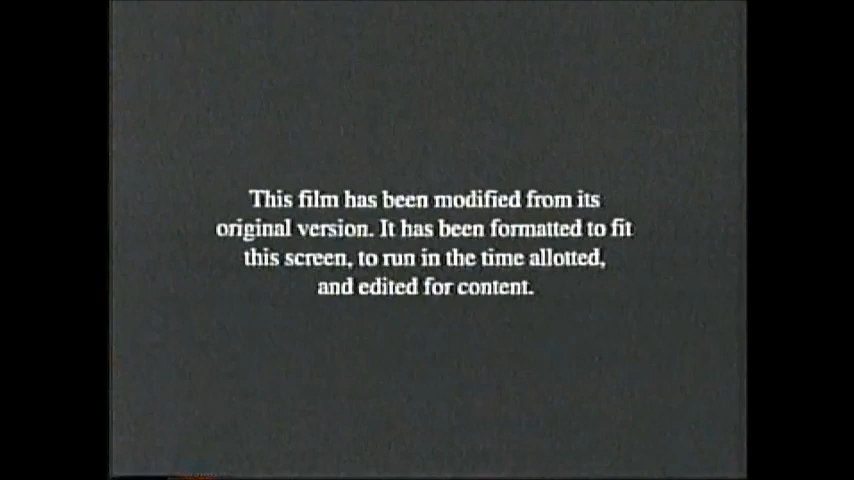 This film has been modified from its
original version. It has been formatted to fit
this screen, to run in the time allotted,
and edited for content.